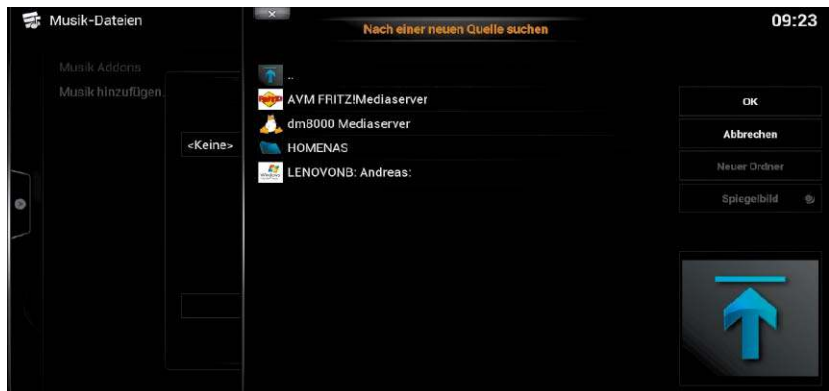 Musik-Dateien
Nach einer neuen Quelle suchen
09:23
Musik Addons
Musik hinzufügen
<Keine>
..
AVM FRITZ!Mediaserver
dm8000 Mediaserver
HOMENAS
LENOVONB: Andreas:
OK
Abbrechen
Neuer Ordner
Spiegelbild